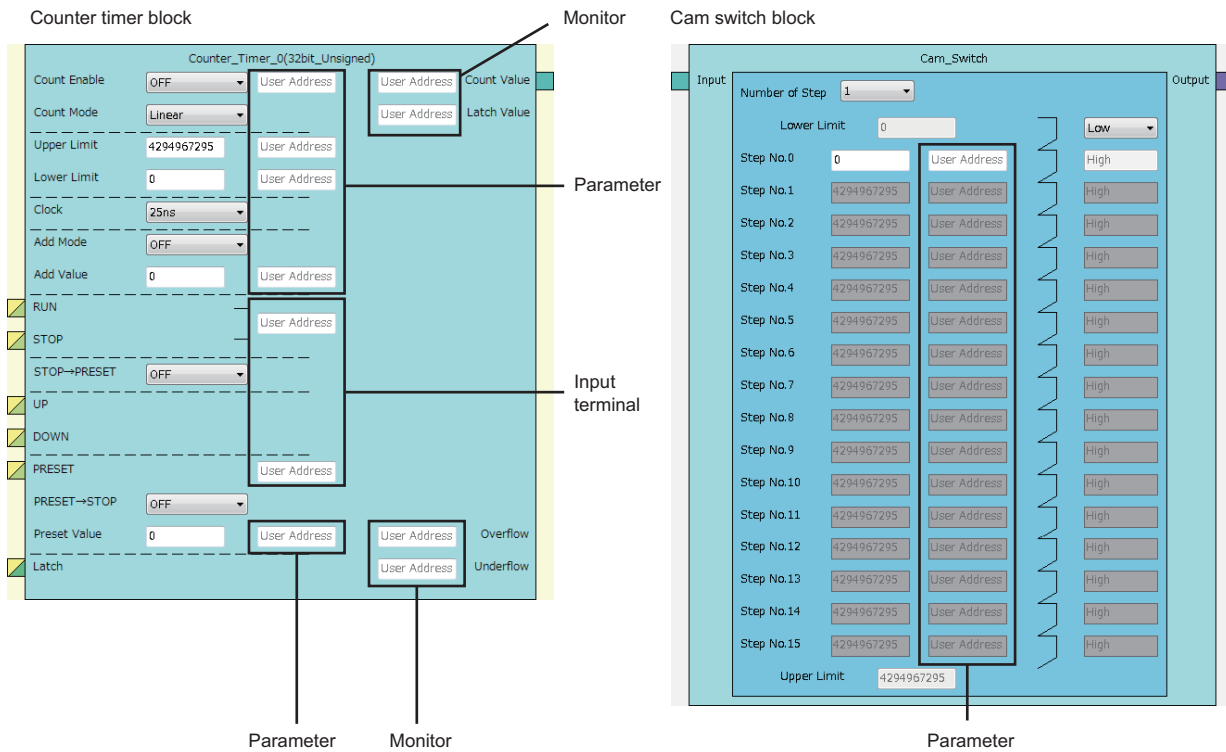 Counter timer block
Monitor
Cam switch block
Counter_Timer_0(32bit_Unsigned)
Count Enable OFF User Address User Address Count Value
Count Mode Linear User Address Latch Value
Upper Limit 4294967295 User Address
Lower Limit 0 User Address
Clock 25ns
Add Mode OFF
Add Value 0 User Address
RUN
User Address
STOP
STOP→PRESET OFF
UP
DOWN
PRESET User Address
PRESET→STOP OFF
Preset Value 0 User Address User Address Overflow
Latch User Address Underflow
Parameter
Input
terminal
Parameter
Monitor
Cam_Switch
Input
Output
Number of Step 1
Lower Limit 0 Low
Step No.0 0 User Address High
Step No.1 4294967295 User Address High
Step No.2 4294967295 User Address High
Step No.3 4294967295 User Address High
Step No.4 4294967295 User Address High
Step No.5 4294967295 User Address High
Step No.6 4294967295 User Address High
Step No.7 4294967295 User Address High
Step No.8 4294967295 User Address High
Step No.9 4294967295 User Address High
Step No.10 4294967295 User Address High
Step No.11 4294967295 User Address High
Step No.12 4294967295 User Address High
Step No.13 4294967295 User Address High
Step No.14 4294967295 User Address High
Step No.15 4294967295 User Address High
Upper Limit 4294967295
Parameter